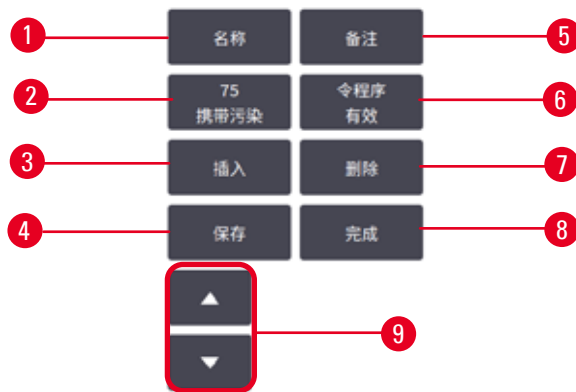 1 名称 备注 5
2 75 令程序 6
携带污染 有效
3 插入 删除 7
4 保存 完成 8
9